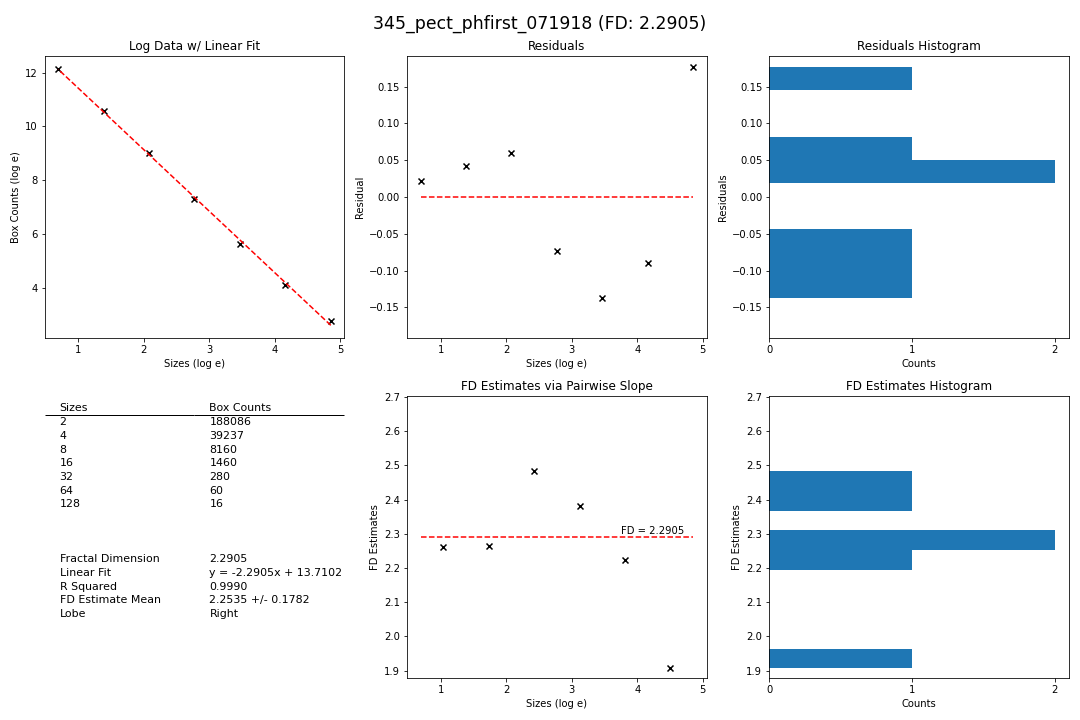 345_pect_phfirst_071918 (FD: 2.2905)
Log Data w/ Linear Fit
Box Counts (log e)
12
10
8
6
4
1 2 3 4 5
Sizes (log e)
Residuals
Residual
0.15
0.10
0.05
0.00
−0.05
−0.10
−0.15
1 2 3 4 5
Sizes (log e)
Residuals Histogram
Residuals
0.15
0.10
0.05
0.00
−0.05
−0.10
−0.15
0 1 2
Counts
Sizes Box Counts
2 188086
4 39237
8 8160
16 1460
32 280
64 60
128 16
Fractal Dimension 2.2905
Linear Fit y = -2.2905x + 13.7102
R Squared 0.9990
FD Estimate Mean 2.2535 +/- 0.1782
Lobe Right
FD Estimates via Pairwise Slope
FD Estimates
2.7
2.6
2.5
2.4
2.3
2.2
2.1
2.0
1.9
FD = 2.2905
1 2 3 4 5
Sizes (log e)
FD Estimates Histogram
FD Estimates
2.7
2.6
2.5
2.4
2.3
2.2
2.1
2.0
1.9
0 1 2
Counts